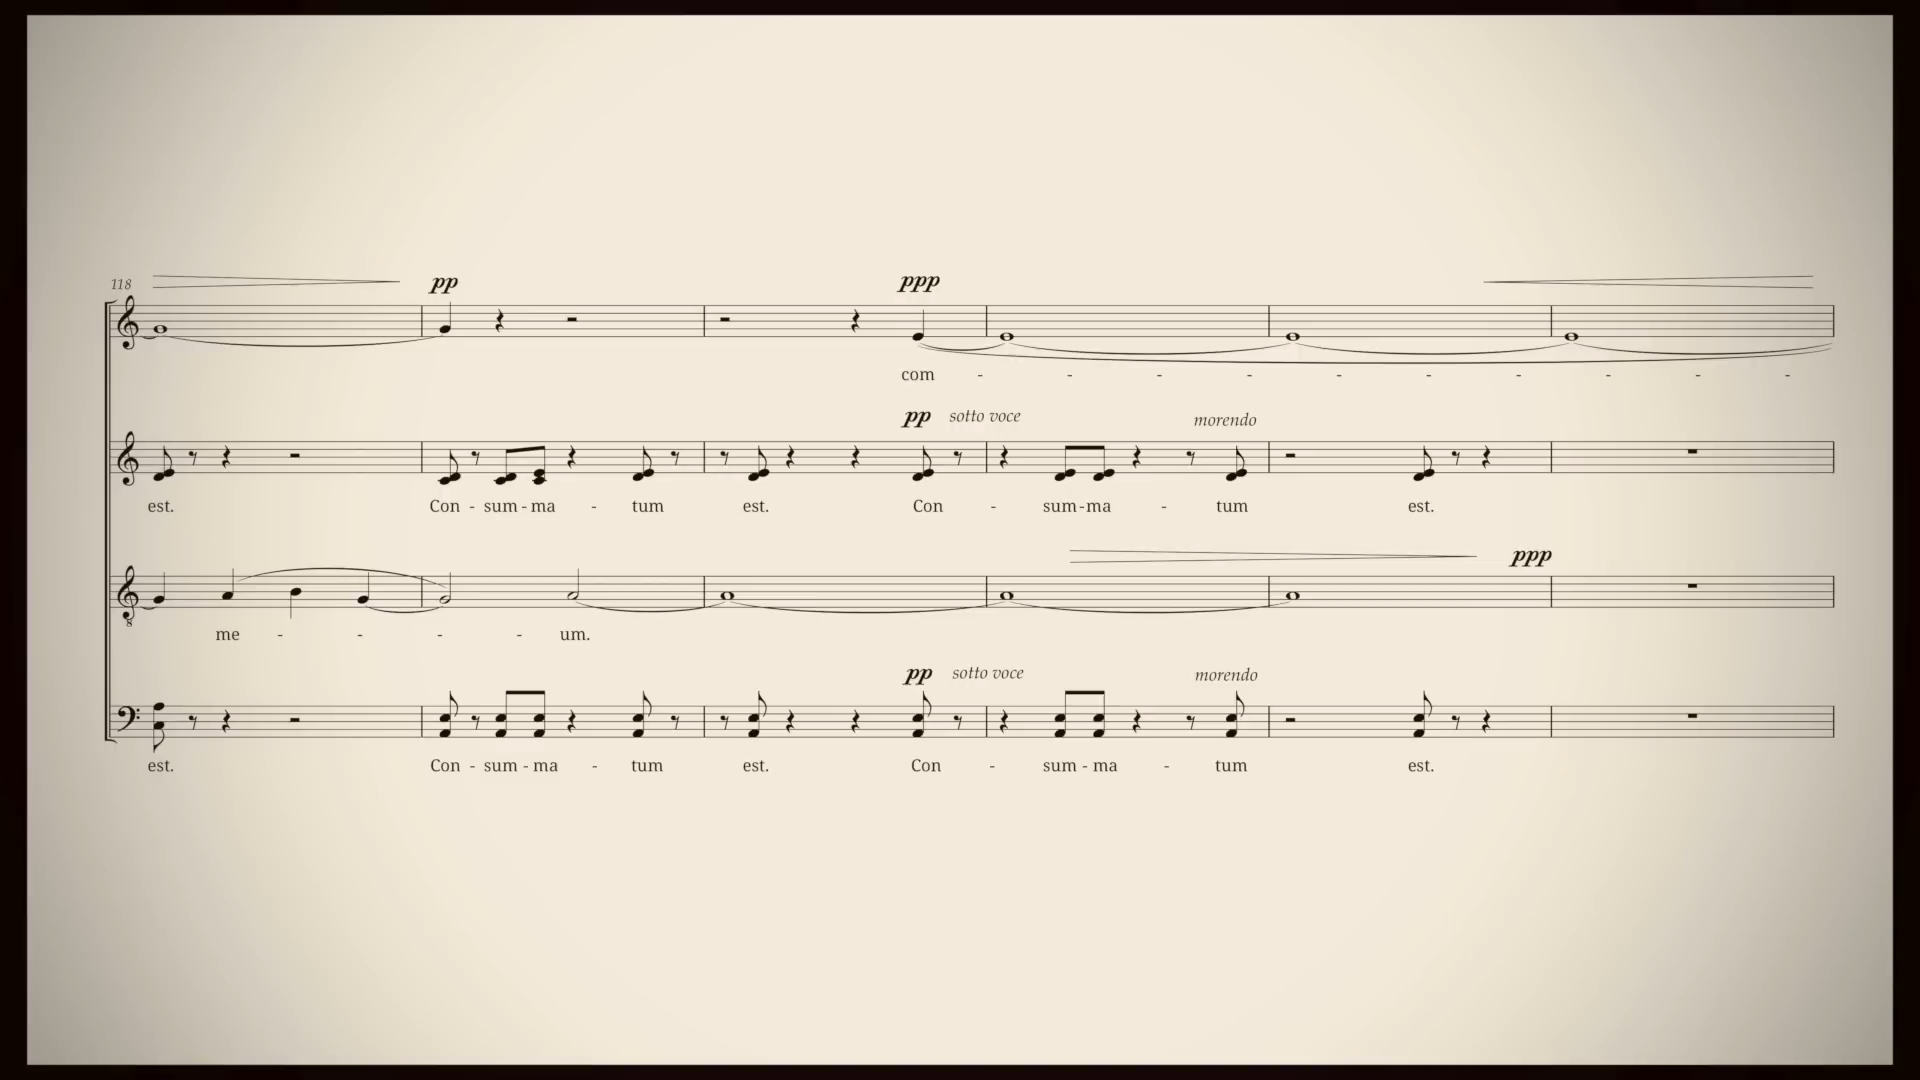 118
pp ppp
com - - - - - - - - - -
pp sotto voce morendo
est. Con - sum - ma - tum est. Con - sum - ma - tum est.
ppp
me - - - - um.
pp sotto voce morendo
est. Con - sum - ma - tum est. Con - sum - ma - tum est.